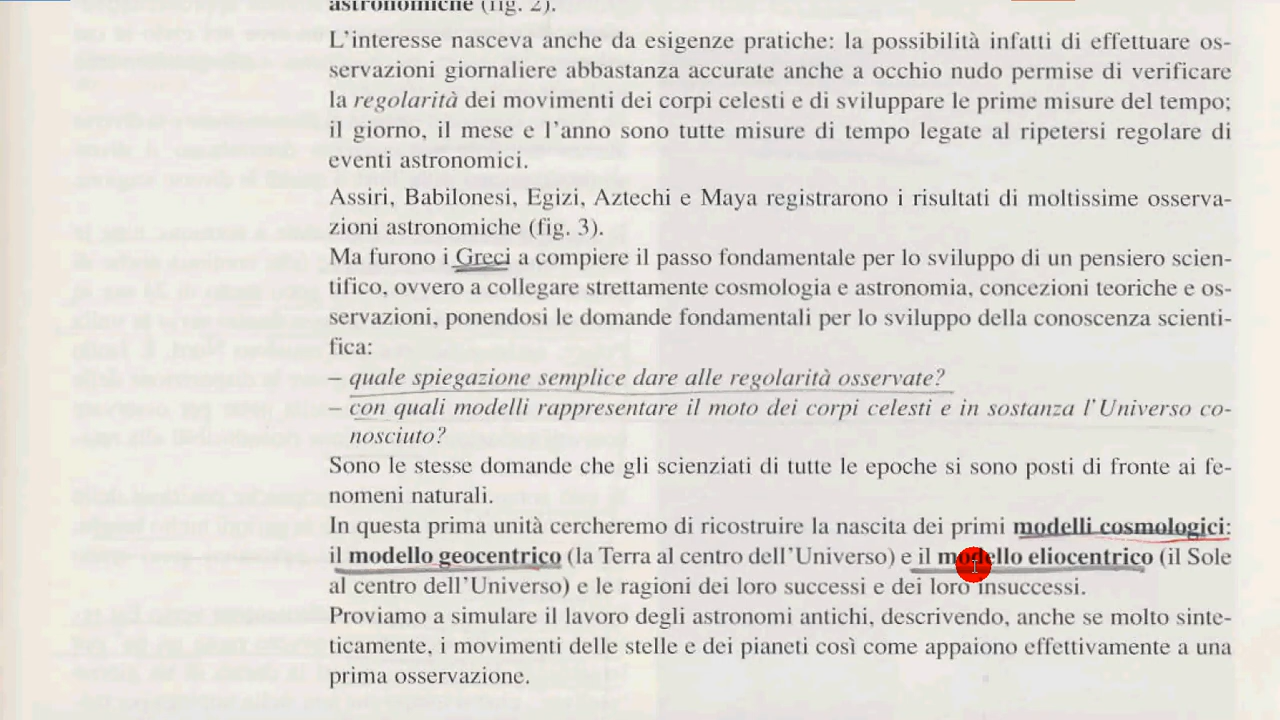 astronomiche (fig. 2).
L'interesse nasceva anche da esigenze pratiche: la possibilità infatti di effettuare os-
servazioni giornaliere abbastanza accurate anche a occhio nudo permise di verificare
la regolarità dei movimenti dei corpi celesti e di sviluppare le prime misure del tempo;
il giorno, il mese e l'anno sono tutte misure di tempo legate al ripetersi regolare di
eventi astronomici.
Assiri, Babilonesi, Egizi, Aztechi e Maya registrarono i risultati di moltissime osserva-
zioni astronomiche (fig. 3).
Ma furono i Greci a compiere il passo fondamentale per lo sviluppo di un pensiero scien-
tifico, ovvero a collegare strettamente cosmologia e astronomia, concezioni teoriche e os-
servazioni, ponendosi le domande fondamentali per lo sviluppo della conoscenza scienti-
fica:
– quale spiegazione semplice dare alle regolarità osservate?
– con quali modelli rappresentare il moto dei corpi celesti e in sostanza l'Universo co-
nosciuto?
Sono le stesse domande che gli scienziati di tutte le epoche si sono posti di fronte ai fe-
nomeni naturali.
In questa prima unità cercheremo di ricostruire la nascita dei primi modelli cosmologici:
il modello geocentrico (la Terra al centro dell'Universo) e il modello eliocentrico (il Sole
al centro dell'Universo) e le ragioni dei loro successi e dei loro insuccessi.
Proviamo a simulare il lavoro degli astronomi antichi, descrivendo, anche se molto sinte-
ticamente, i movimenti delle stelle e dei pianeti così come appaiono effettivamente a una
prima osservazione.